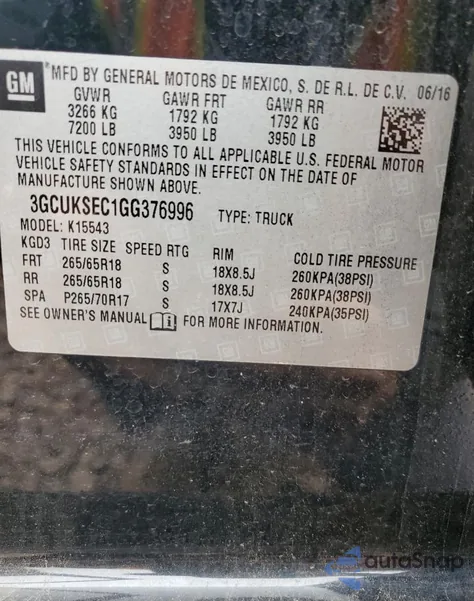 GM
*MFD BY GENERAL MOTORS DE MEXICO, S. DE R.L. DE C.V. 06/16
GVWR GAWR FRT GAWR RR
3266 KG 1792 KG 1792 KG
7200 LB 3950 LB 3950 LB
THIS VEHICLE CONFORMS TO ALL APPLICABLE U.S. FEDERAL MOTOR
VEHICLE SAFETY STANDARDS IN EFFECT ON THE DATE OF
MANUFACTURE SHOWN ABOVE.
3GCUKSEC1GG376996 TYPE: TRUCK
MODEL: K15543
KGD3 TIRE SIZE SPEED RTG RIM COLD TIRE PRESSURE
FRT 265/65R18 S 18X8.5J 260KPA(38PSI)
RR 265/65R18 S 18X8.5J 260KPA(38PSI)
SPA P265/70R17 S 17X7J 240KPA(35PSI)
SEE OWNER'S MANUAL FOR MORE INFORMATION.
autoSnap